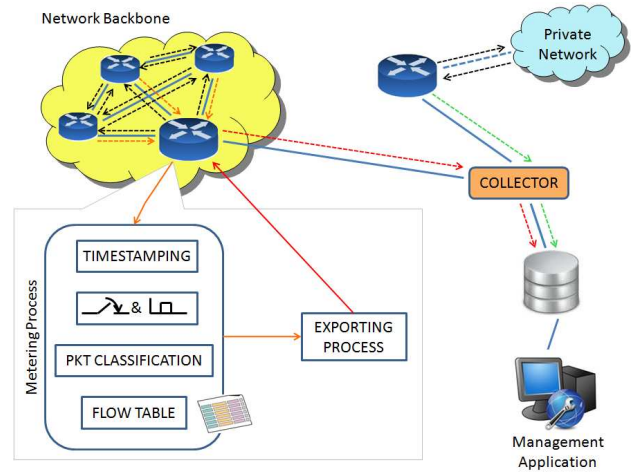 Network Backbone
Private
Network
COLLECTOR
Metering Process
TIMESTAMPING
&
PKT CLASSIFICATION
FLOW TABLE
EXPORTING
PROCESS
Management
Application